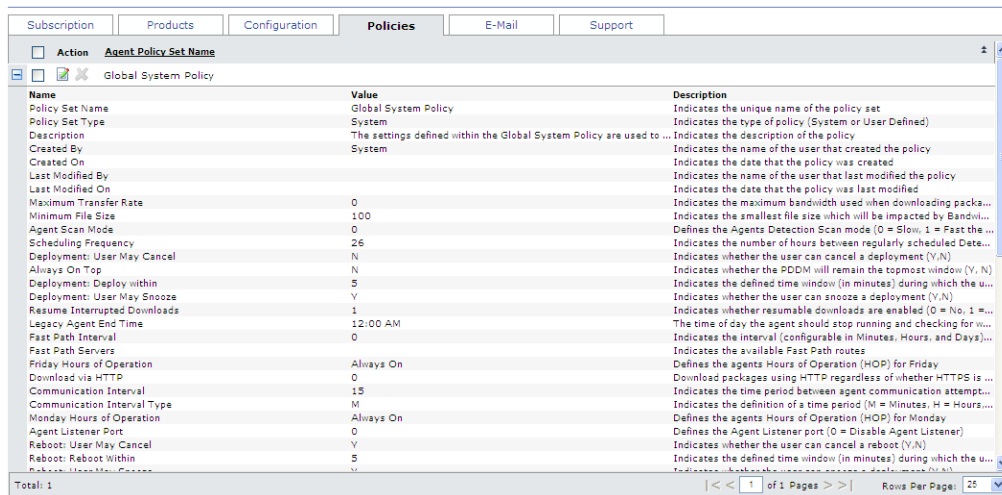 Subscription Products Configuration Policies E-Mail Support
Action Agent Policy Set Name
Global System Policy
Name Value Description
Policy Set Name Global System Policy Indicates the unique name of the policy set
Policy Set Type System Indicates the type of policy (System or User Defined)
Description The settings defined within the Global System Policy are used to ... Indicates the description of the policy
Created By System Indicates the name of the user that created the policy
Created On Indicates the date that the policy was created
Last Modified By Indicates the name of the user that last modified the policy
Last Modified On Indicates the date that the policy was last modified
Maximum Transfer Rate 0 Indicates the maximum bandwidth used when downloading packa...
Minimum File Size 100 Indicates the smallest file size which will be impacted by Bandwi...
Agent Scan Mode 0 Defines the Agents Detection Scan mode (0 = Slow, 1 = Fast the ...
Scheduling Frequency 26 Indicates the number of hours between regularly scheduled Dete...
Deployment: User May Cancel N Indicates whether the user can cancel a deployment (Y,N)
Always On Top N Indicates whether the PDDM will remain the topmost window (Y, N)
Deployment: Deploy within 5 Indicates the defined time window (in minutes) during which the u...
Deployment: User May Snooze Y Indicates whether the user can snooze a deployment (Y,N)
Resume Interrupted Downloads 1 Indicates whether resumable downloads are enabled (0 = No, 1 =...
Legacy Agent End Time 12:00 AM The time of day the agent should stop running and checking for w...
Fast Path Interval 0 Indicates the interval (configurable in Minutes, Hours, and Days)...
Fast Path Servers Indicates the available Fast Path routes
Friday Hours of Operation Always On Defines the agents Hours of Operation (HOP) for Friday
Download via HTTP 0 Download packages using HTTP regardless of whether HTTPS is ...
Communication Interval 15 Indicates the time period between agent communication attempt...
Communication Interval Type M Indicates the definition of a time period (M = Minutes, H = Hours,...
Monday Hours of Operation Always On Defines the agents Hours of Operation (HOP) for Monday
Agent Listener Port 0 Defines the Agent Listener port (0 = Disable Agent Listener)
Reboot: User May Cancel Y Indicates whether the user can cancel a reboot (Y,N)
Reboot: Reboot Within 5 Indicates the defined time window (in minutes) during which the u...
Reboot: User May Snooze Y Indicates whether the user can snooze a deployment (Y,N)
Total: 1 |< < 1 of 1 Pages > >| Rows Per Page: 25